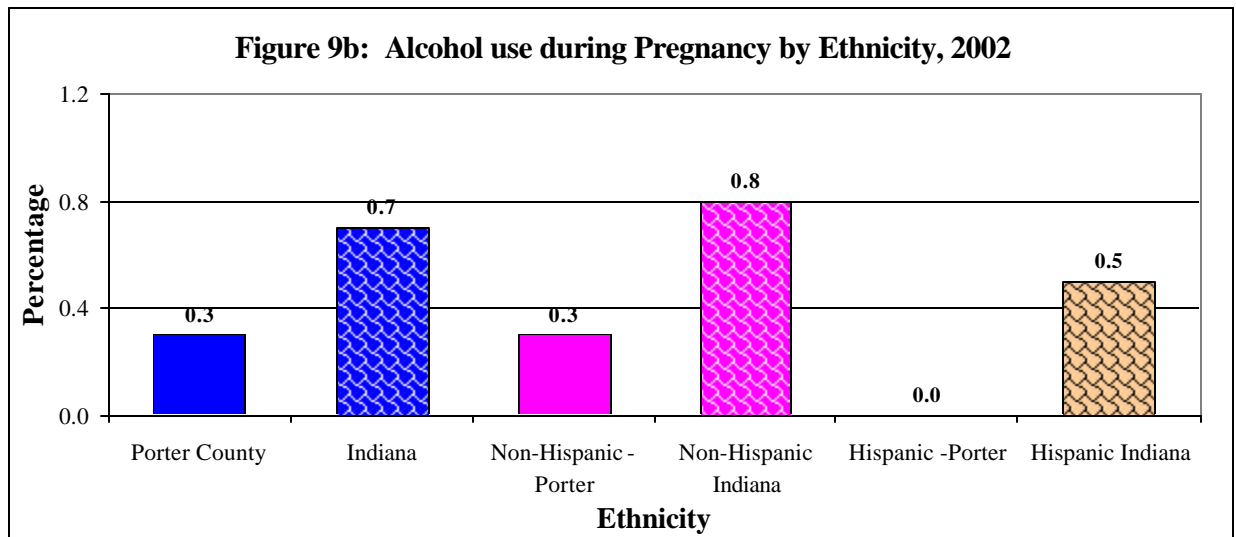 Figure 9b: Alcohol use during Pregnancy by Ethnicity, 2002
1.2
0.8
0.4
0.0
Percentage
0.3
0.7
0.3
0.8
0.0
0.5
Porter County
Indiana
Non-Hispanic -
Porter
Non-Hispanic
Indiana
Hispanic -Porter
Hispanic Indiana
Ethnicity